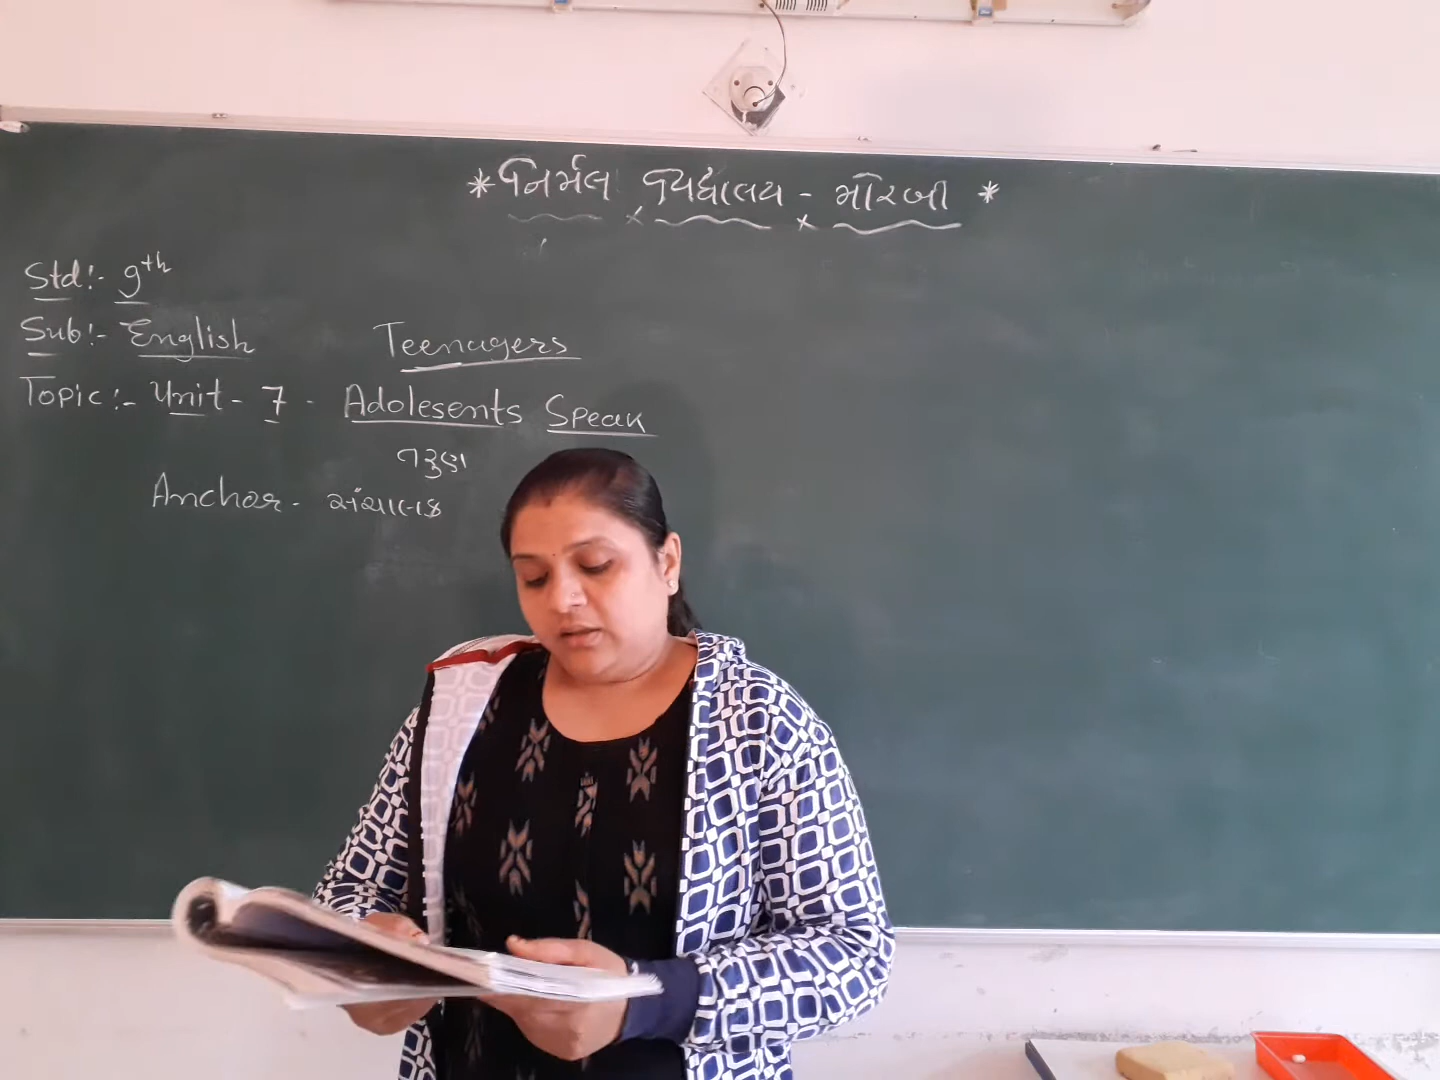 * નિર્મલ વિદ્યાલય - મોરબી *
Std:- 9th
Sub:- English
Teenagers
Topic:- Unit - 7 - Adolesents Speak
તરુણ
Anchor - સંચાલક